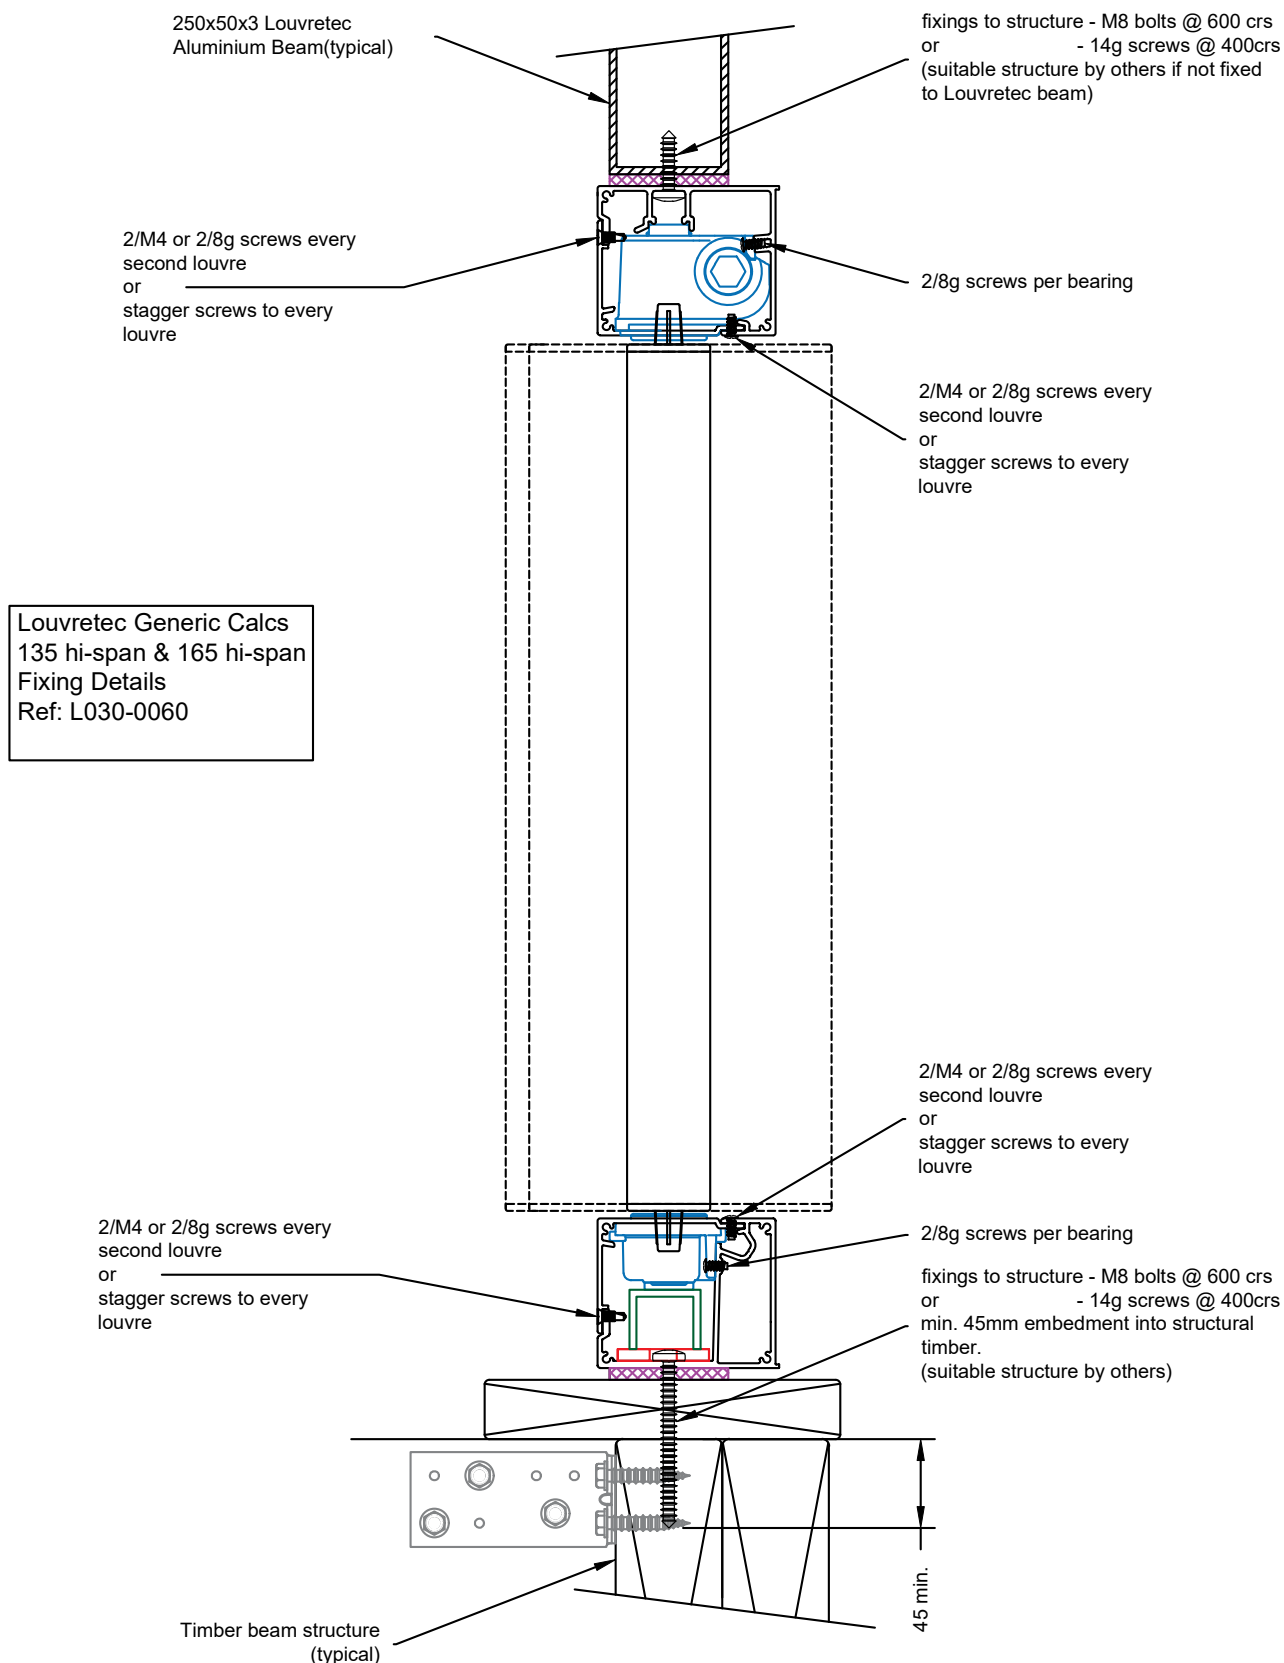 250x50x3 Louvretec
Aluminium Beam(typical)
fixings to structure - M8 bolts @ 600 crs
or - 14g screws @ 400crs
(suitable structure by others if not fixed
to Louvretec beam)
2/M4 or 2/8g screws every
second louvre
or
stagger screws to every
louvre
2/8g screws per bearing
2/M4 or 2/8g screws every
second louvre
or
stagger screws to every
louvre
Louvretec Generic Calcs
135 hi-span & 165 hi-span
Fixing Details
Ref: L030-0060
2/M4 or 2/8g screws every
second louvre
or
stagger screws to every
louvre
2/M4 or 2/8g screws every
second louvre
or
stagger screws to every
louvre
2/8g screws per bearing
fixings to structure - M8 bolts @ 600 crs
or - 14g screws @ 400crs
min. 45mm embedment into structural
timber.
(suitable structure by others)
45 min.
Timber beam structure
(typical)